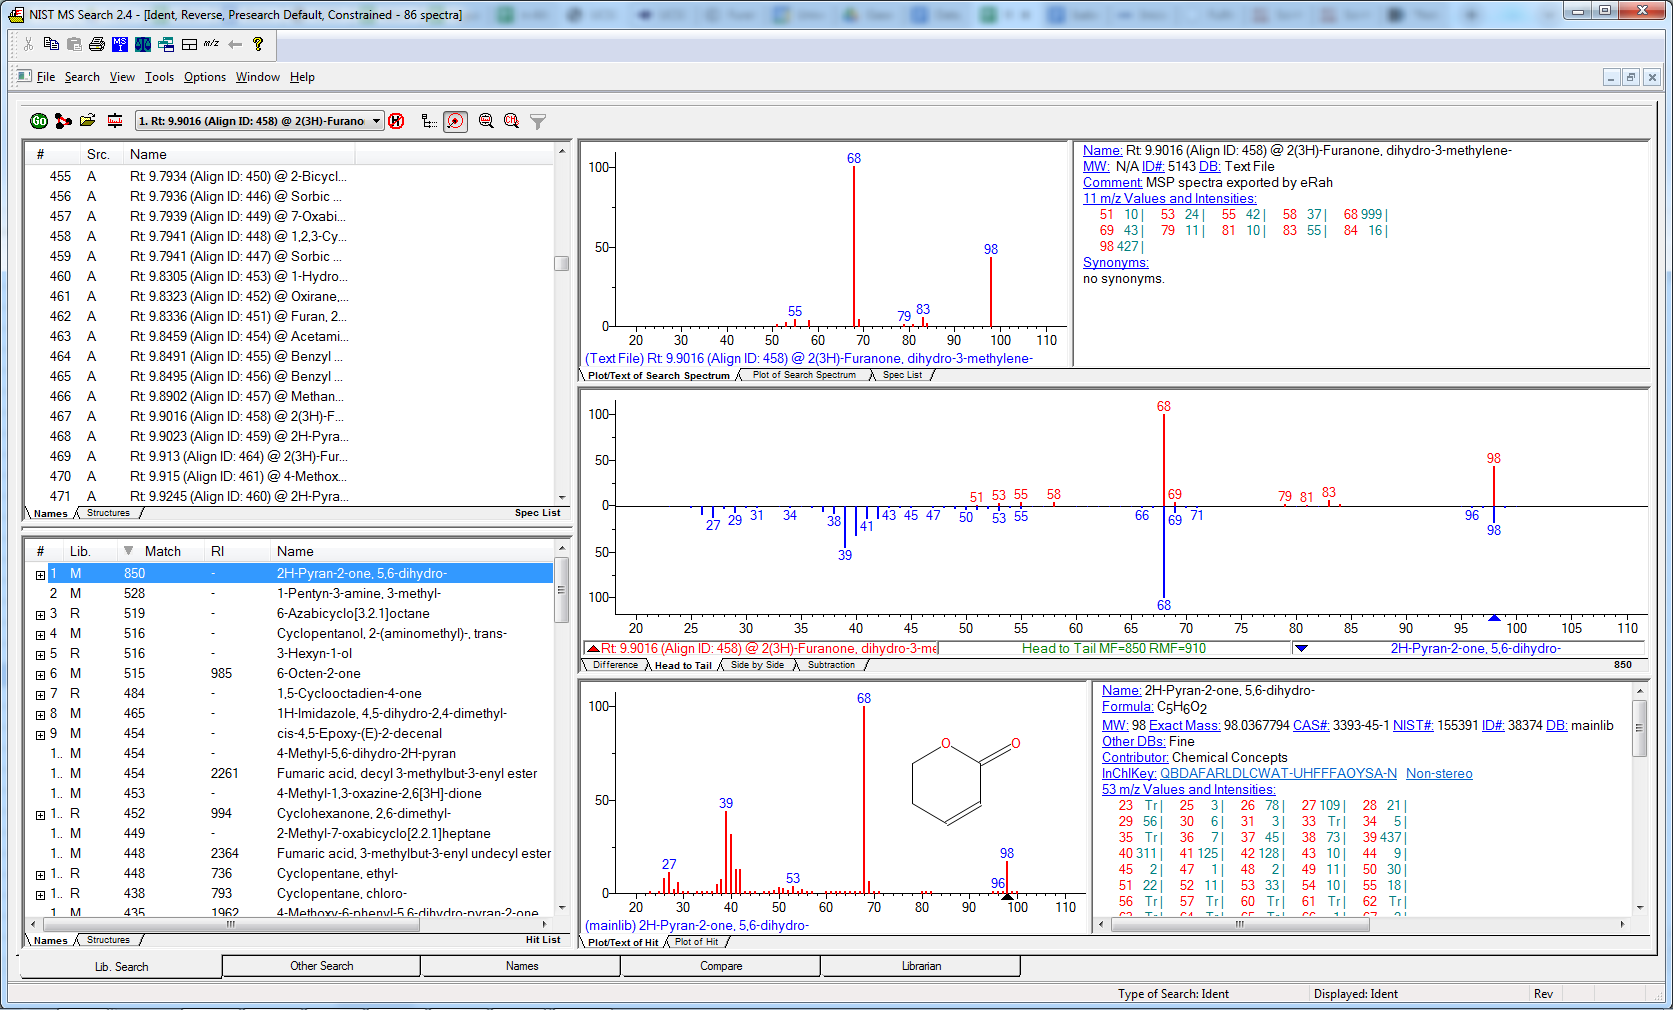 NIST MS Search 2.4 - [Ident, Reverse, Presearch Default, Constrained - 86 spectra]
File Search View Tools Options Window Help
1. Rt: 9.9016 (Align ID: 458) @ 2(3H)-Furano
# Src. Name
455 A Rt: 9.7934 (Align ID: 450) @ 2-Bicycl...
456 A Rt: 9.7936 (Align ID: 446) @ Sorbic ...
457 A Rt: 9.7939 (Align ID: 449) @ 7-Oxabi...
458 A Rt: 9.7941 (Align ID: 448) @ 1,2,3-Cy...
459 A Rt: 9.7941 (Align ID: 447) @ Sorbic ...
460 A Rt: 9.8305 (Align ID: 453) @ 1-Hydro...
461 A Rt: 9.8323 (Align ID: 452) @ Oxirane,...
462 A Rt: 9.8336 (Align ID: 451) @ Furan, 2...
463 A Rt: 9.8459 (Align ID: 454) @ Acetami...
464 A Rt: 9.8491 (Align ID: 455) @ Benzyl ...
465 A Rt: 9.8495 (Align ID: 456) @ Benzyl ...
466 A Rt: 9.8902 (Align ID: 457) @ Methan...
467 A Rt: 9.9016 (Align ID: 458) @ 2(3H)-F...
468 A Rt: 9.9023 (Align ID: 459) @ 2H-Pyra...
469 A Rt: 9.913 (Align ID: 464) @ 2(3H)-Fur...
470 A Rt: 9.915 (Align ID: 461) @ 4-Methox...
471 A Rt: 9.9245 (Align ID: 460) @ 2H-Pyra...
Names Structures Spec List
# Lib. Match RI Name
1 M 850 - 2H-Pyran-2-one, 5,6-dihydro-
2 M 528 - 1-Pentyn-3-amine, 3-methyl-
3 R 519 - 6-Azabicyclo[3.2.1]octane
4 M 516 - Cyclopentanol, 2-(aminomethyl)-, trans-
5 R 516 - 3-Hexyn-1-ol
6 M 515 985 6-Octen-2-one
7 R 484 - 1,5-Cyclooctadien-4-one
8 M 465 - 1H-Imidazole, 4,5-dihydro-2,4-dimethyl-
9 M 454 - cis-4,5-Epoxy-(E)-2-decenal
1.. M 454 - 4-Methyl-5,6-dihydro-2H-pyran
1.. M 454 2261 Fumaric acid, decyl 3-methylbut-3-enyl ester
1.. M 453 - 4-Methyl-1,3-oxazine-2,6[3H]-dione
1.. R 452 994 Cyclohexanone, 2,6-dimethyl-
1.. M 449 - 2-Methyl-7-oxabicyclo[2.2.1]heptane
1.. M 448 2364 Fumaric acid, 3-methylbut-3-enyl undecyl ester
1.. R 448 736 Cyclopentane, ethyl-
1.. R 438 793 Cyclopentane, chloro-
1.. M 435 1962 4-Methoxy-6-phenyl-5,6-dihydro-pyran-2-one
Names Structures Hit List
100
50
0
68
98
55
79
83
20 30 40 50 60 70 80 90 100 110
(Text File) Rt: 9.9016 (Align ID: 458) @ 2(3H)-Furanone, dihydro-3-methylene-
Plot/Text of Search Spectrum Plot of Search Spectrum Spec List
Name: Rt: 9.9016 (Align ID: 458) @ 2(3H)-Furanone, dihydro-3-methylene-
MW: N/A ID#: 5143 DB: Text File
Comment: MSP spectra exported by eRah
11 m/z Values and Intensities:
51 10 | 53 24 | 55 42 | 58 37 | 68 999 |
69 43 | 79 11 | 81 10 | 83 55 | 84 16 |
98 427 |
Synonyms:
no synonyms.
100
50
0
50
100
68
98
51 53 55 58 69 79 81 83
27 29 31 34 38 39 41 43 45 47 50 53 55 66 68 69 71 96 98
20 25 30 35 40 45 50 55 60 65 70 75 80 85 90 95 100 105 110
Rt: 9.9016 (Align ID: 458) @ 2(3H)-Furanone, dihydro-3-me Head to Tail MF=850 RMF=910 2H-Pyran-2-one, 5,6-dihydro-
Difference Head to Tail Side by Side Subtraction 850
100
50
0
68
39
27
53
96
98
O O
20 30 40 50 60 70 80 90 100 110
(mainlib) 2H-Pyran-2-one, 5,6-dihydro-
Plot/Text of Hit Plot of Hit
Name: 2H-Pyran-2-one, 5,6-dihydro-
Formula: C5H6O2
MW: 98 Exact Mass: 98.0367794 CAS#: 3393-45-1 NIST#: 155391 ID#: 38374 DB: mainlib
Other DBs: Fine
Contributor: Chemical Concepts
InChIKey: QBDAFARLDLCWAT-UHFFFAOYSA-N Non-stereo
53 m/z Values and Intensities:
23 Tr | 25 3 | 26 78 | 27 109 | 28 21 |
29 56 | 30 6 | 31 3 | 33 Tr | 34 5 |
35 Tr | 36 7 | 37 45 | 38 73 | 39 437 |
40 311 | 41 125 | 42 128 | 43 10 | 44 9 |
45 2 | 47 1 | 48 2 | 49 11 | 50 30 |
51 22 | 52 11 | 53 33 | 54 10 | 55 18 |
56 Tr | 57 Tr | 60 Tr | 61 Tr | 62 Tr |
63 Tr | 64 Tr | 65 Tr | 66 1 | 67 2 |
Lib. Search Other Search Names Compare Librarian
Type of Search: Ident Displayed: Ident Rev